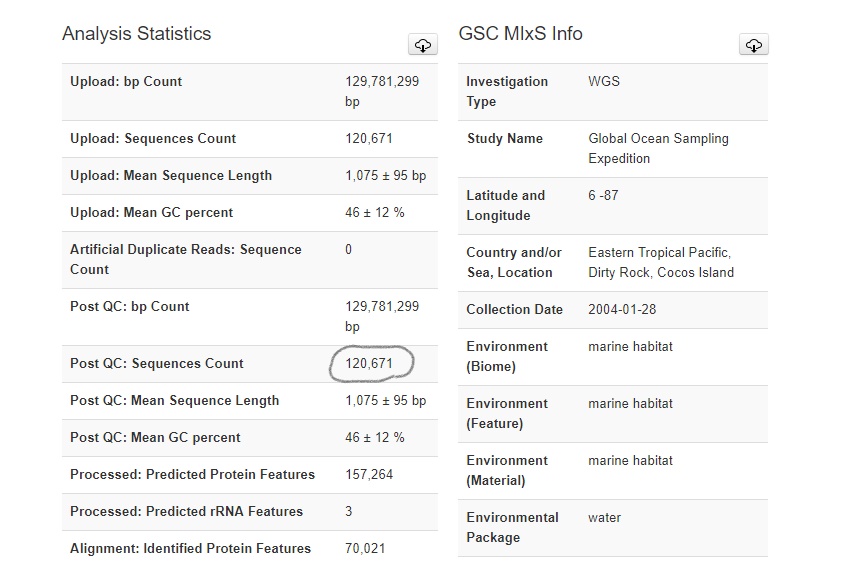 Analysis Statistics
Upload: bp Count 129,781,299
bp
Upload: Sequences Count 120,671
Upload: Mean Sequence Length 1,075 ± 95 bp
Upload: Mean GC percent 46 ± 12 %
Artificial Duplicate Reads: Sequence 0
Count
Post QC: bp Count 129,781,299
bp
Post QC: Sequences Count 120,671
Post QC: Mean Sequence Length 1,075 ± 95 bp
Post QC: Mean GC percent 46 ± 12 %
Processed: Predicted Protein Features 157,264
Processed: Predicted rRNA Features 3
Alignment: Identified Protein Features 70,021
GSC MIxS Info
Investigation WGS
Type
Study Name Global Ocean Sampling
Expedition
Latitude and 6 -87
Longitude
Country and/or Eastern Tropical Pacific,
Sea, Location Dirty Rock, Cocos Island
Collection Date 2004-01-28
Environment marine habitat
(Biome)
Environment marine habitat
(Feature)
Environment marine habitat
(Material)
Environmental water
Package